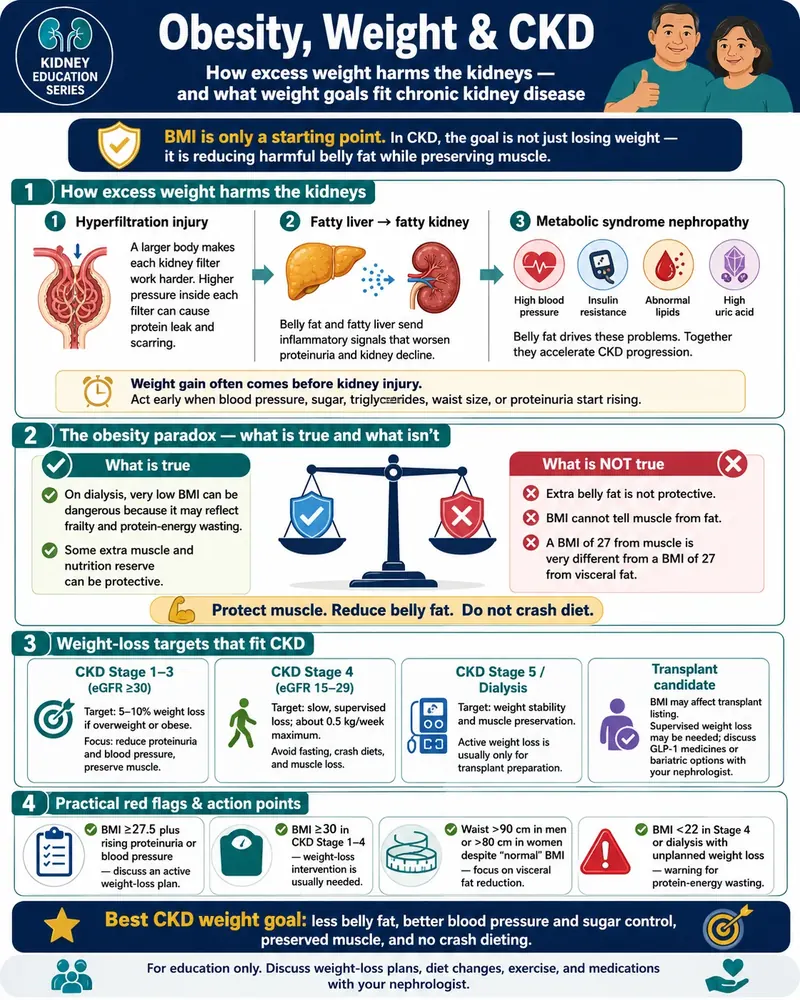 KIDNEY
EDUCATION
SERIES
Obesity, Weight & CKD
How excess weight harms the kidneys —
and what weight goals fit chronic kidney disease
BMI is only a starting point. In CKD, the goal is not just losing weight —
it is reducing harmful belly fat while preserving muscle.
1 How excess weight harms the kidneys
1 Hyperfiltration injury
A larger body makes
each kidney filter
work harder. Higher
pressure inside each
filter can cause
protein leak and
scarring.
2 Fatty liver → fatty kidney
Belly fat and fatty liver send
inflammatory signals that worsen
proteinuria and kidney decline.
3 Metabolic syndrome nephropathy
High blood
pressure
Insulin
resistance
Abnormal
lipids
High
uric acid
Belly fat drives these problems. Together
they accelerate CKD progression.
Weight gain often comes before kidney injury.
Act early when blood pressure, sugar, triglycerides, waist size, or proteinuria start rising.
2 The obesity paradox — what is true and what isn't
What is true
On dialysis, very low BMI can be
dangerous because it may reflect
frailty and protein-energy wasting.
Some extra muscle and
nutrition reserve
can be protective.
What is NOT true
Extra belly fat is not protective.
BMI cannot tell muscle from fat.
A BMI of 27 from muscle is
very different from a BMI of 27
from visceral fat.
Protect muscle. Reduce belly fat. Do not crash diet.
3 Weight-loss targets that fit CKD
CKD Stage 1–3
(eGFR ≥30)
Target: 5–10% weight loss
if overweight or obese.
Focus: reduce proteinuria
and blood pressure,
preserve muscle.
CKD Stage 4
(eGFR 15–29)
Target: slow, supervised
loss; about 0.5 kg/week
maximum.
Avoid fasting, crash diets,
and muscle loss.
CKD Stage 5 /
Dialysis
Target: weight stability
and muscle preservation.
Active weight loss is
usually only for
transplant preparation.
Transplant
candidate
BMI may affect transplant
listing.
Supervised weight loss
may be needed; discuss
GLP-1 medicines or
bariatric options with
your nephrologist.
4 Practical red flags & action points
BMI ≥27.5 plus
rising proteinuria or
blood pressure
— discuss an active
weight-loss plan.
BMI ≥30 in
CKD Stage 1–4
— weight-loss
intervention is
usually needed.
Waist >90 cm in men
or >80 cm in women
despite "normal" BMI
— focus on visceral
fat reduction.
BMI <22 in Stage 4
or dialysis with
unplanned weight loss
— warning for
protein-energy wasting.
Best CKD weight goal: less belly fat, better blood pressure and sugar control,
preserved muscle, and no crash dieting.
For education only. Discuss weight-loss plans, diet changes, exercise, and medications
with your nephrologist.